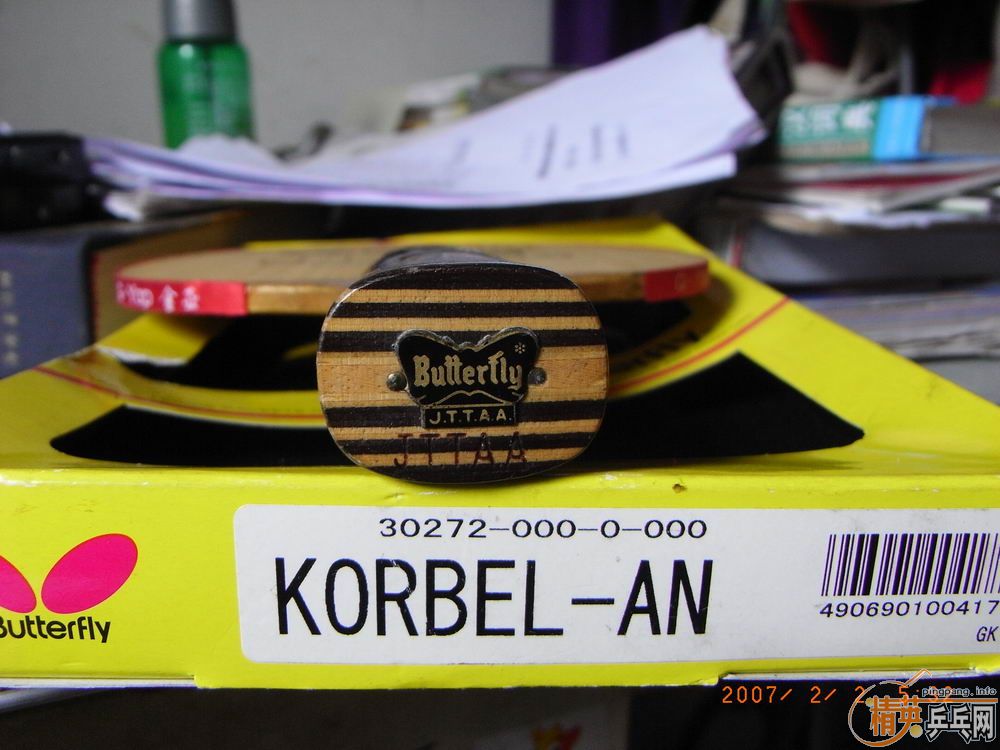 Butterfly
J.T.T.A.A.
JTTAA
30272-000-0-000
KORBEL-AN
490690100417
GK
Butterfly
2007/ 2/
pingpang.info
精英乒乓网